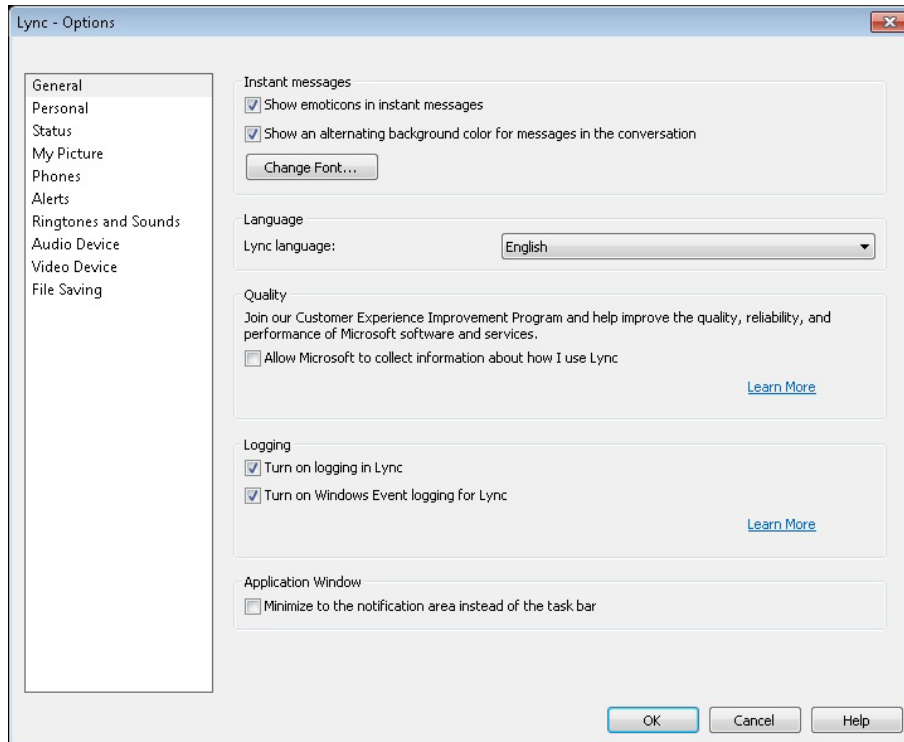 Lync - Options
General
Personal
Status
My Picture
Phones
Alerts
Ringtones and Sounds
Audio Device
Video Device
File Saving
Instant messages
Show emoticons in instant messages
Show an alternating background color for messages in the conversation
Change Font...
Language
Lync language:
English
Quality
Join our Customer Experience Improvement Program and help improve the quality, reliability, and
performance of Microsoft software and services.
Allow Microsoft to collect information about how I use Lync
Learn More
Logging
Turn on logging in Lync
Turn on Windows Event logging for Lync
Learn More
Application Window
Minimize to the notification area instead of the task bar
OK
Cancel
Help